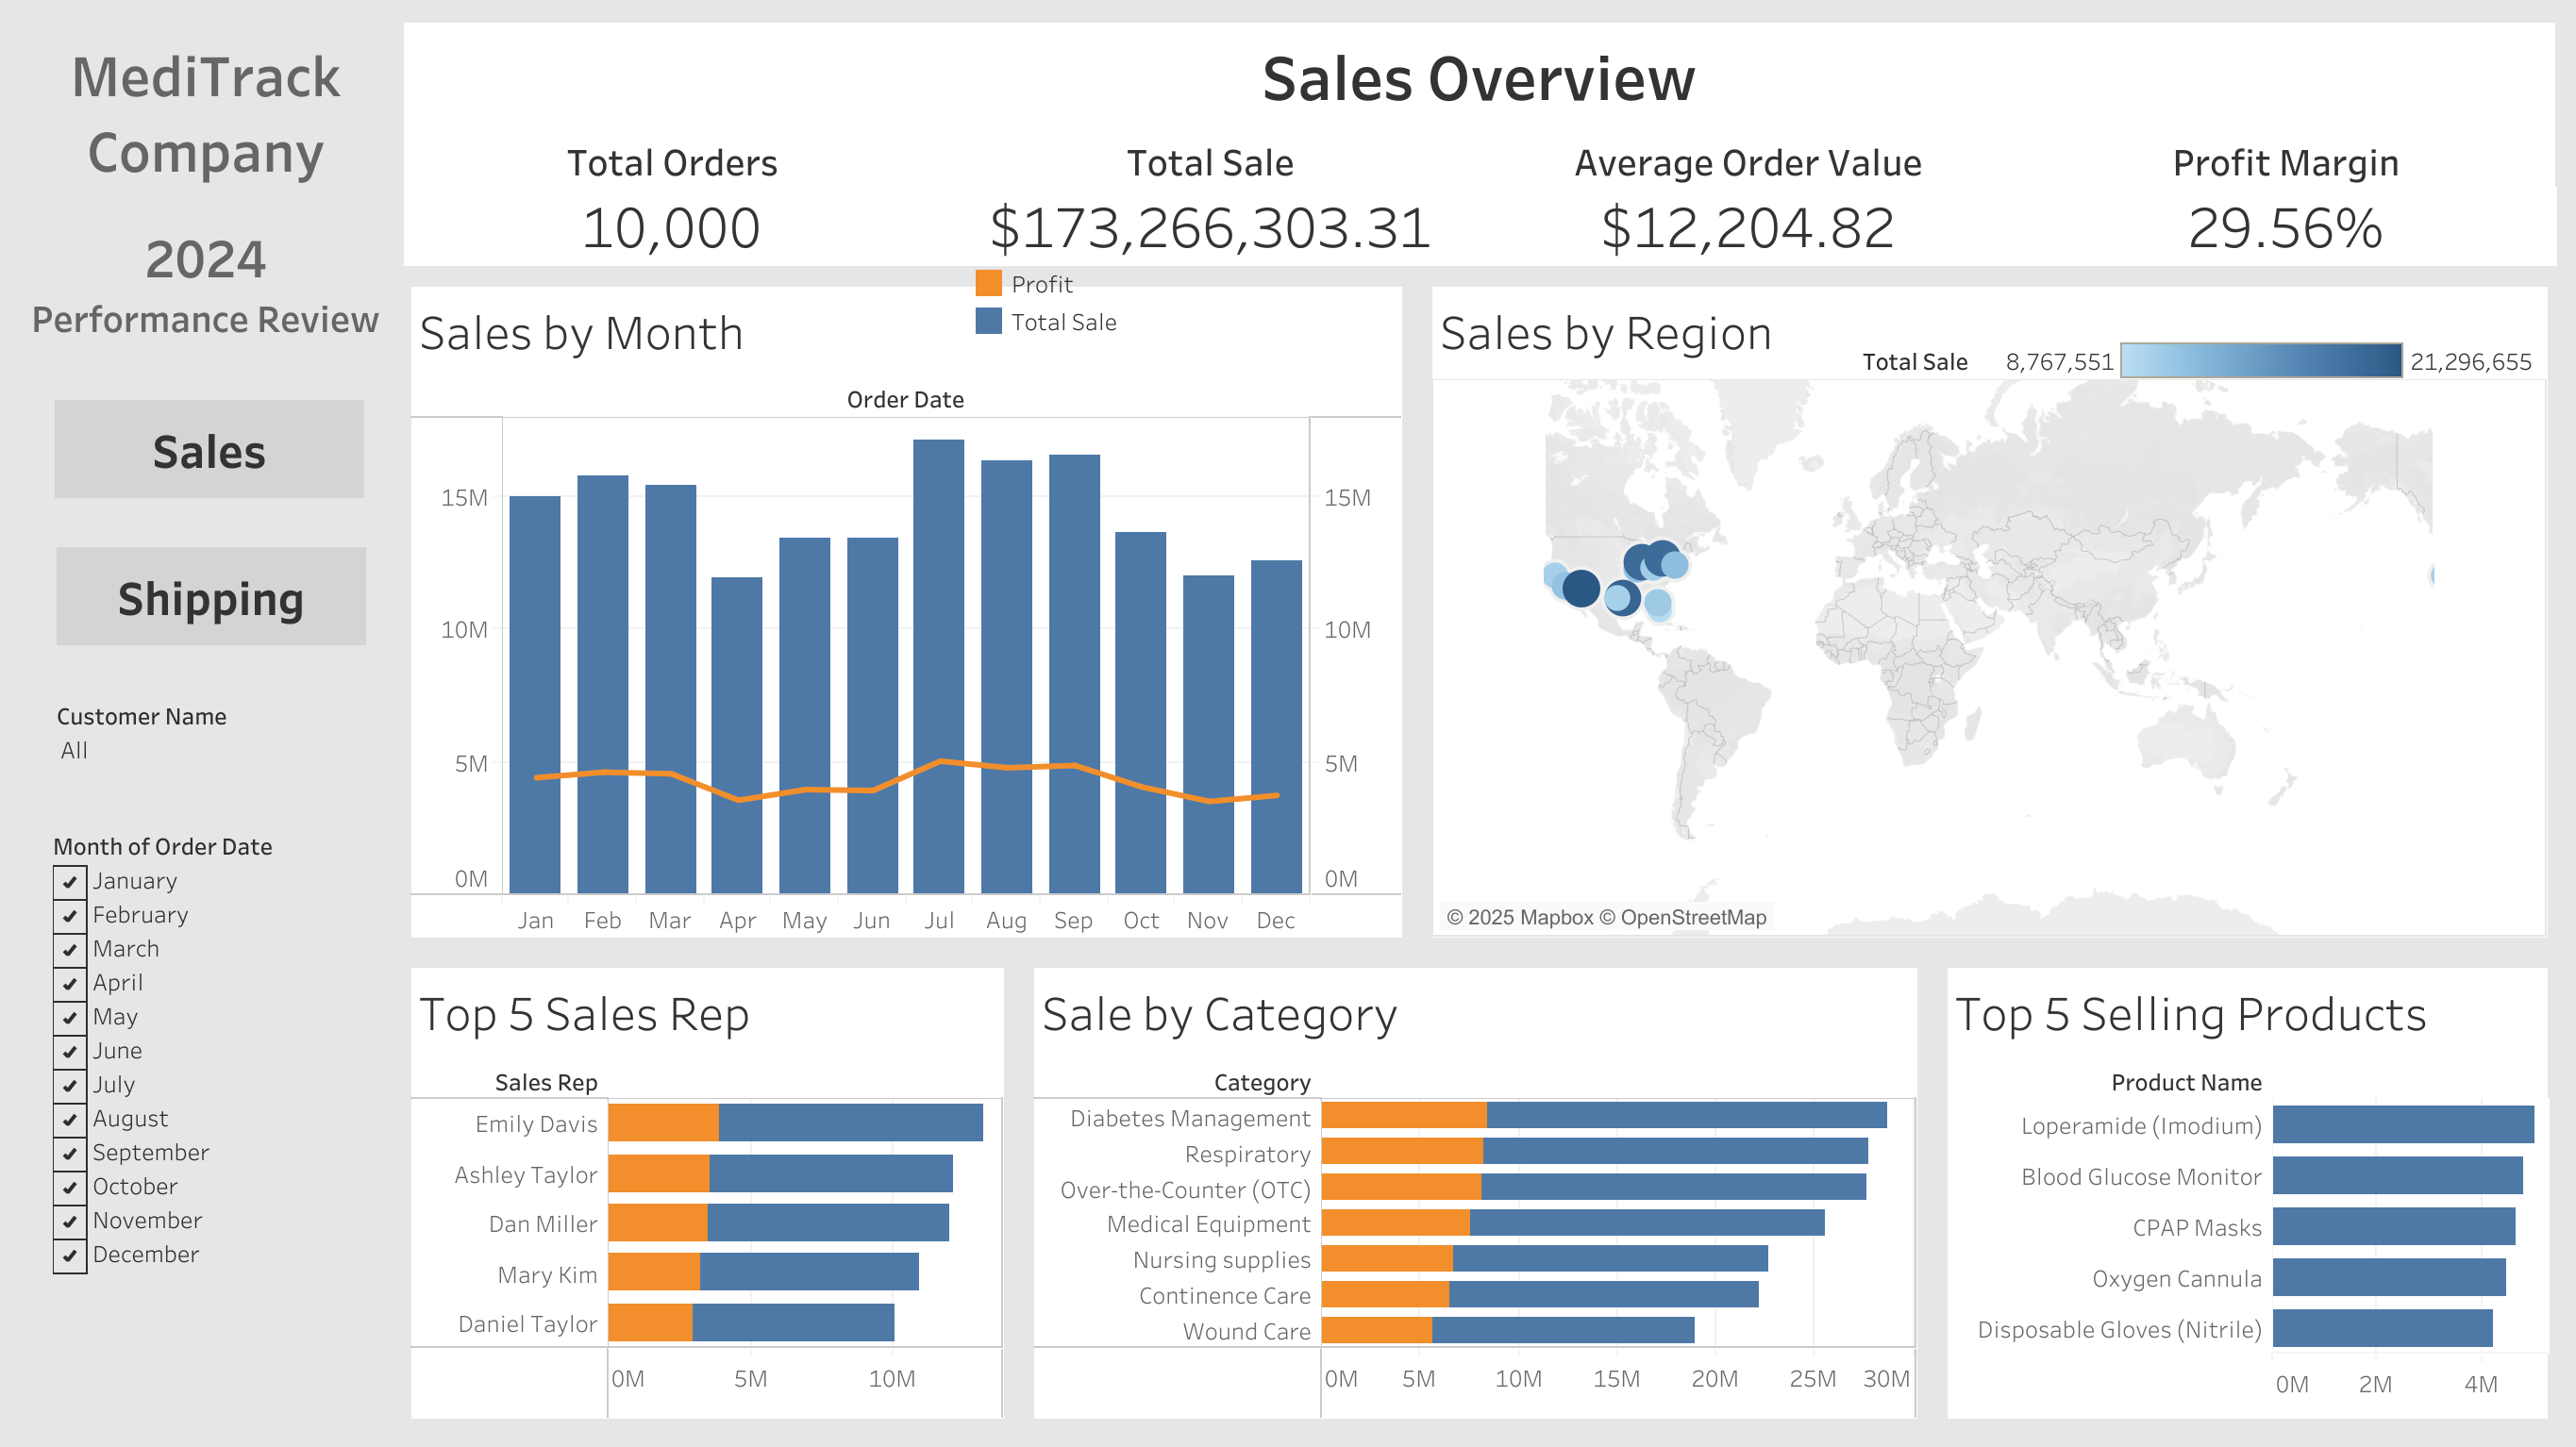 MediTrack
Company
2024
Performance Review
Sales
Shipping
Customer Name
All
Month of Order Date
January
February
March
April
May
June
July
August
September
October
November
December
Sales Overview
Total Orders
10,000
Total Sale
$173,266,303.31
Average Order Value
$12,204.82
Profit Margin
29.56%
Sales by Month
Profit
Total Sale
Order Date
15M
10M
5M
0M
15M
10M
5M
0M
Jan Feb Mar Apr May Jun Jul Aug Sep Oct Nov Dec
Sales by Region
Total Sale 8,767,551 21,296,655
© 2025 Mapbox © OpenStreetMap
Top 5 Sales Rep
Sales Rep
Emily Davis
Ashley Taylor
Dan Miller
Mary Kim
Daniel Taylor
0M 5M 10M
Sale by Category
Category
Diabetes Management
Respiratory
Over-the-Counter (OTC)
Medical Equipment
Nursing supplies
Continence Care
Wound Care
0M 5M 10M 15M 20M 25M 30M
Top 5 Selling Products
Product Name
Loperamide (Imodium)
Blood Glucose Monitor
CPAP Masks
Oxygen Cannula
Disposable Gloves (Nitrile)
0M 2M 4M